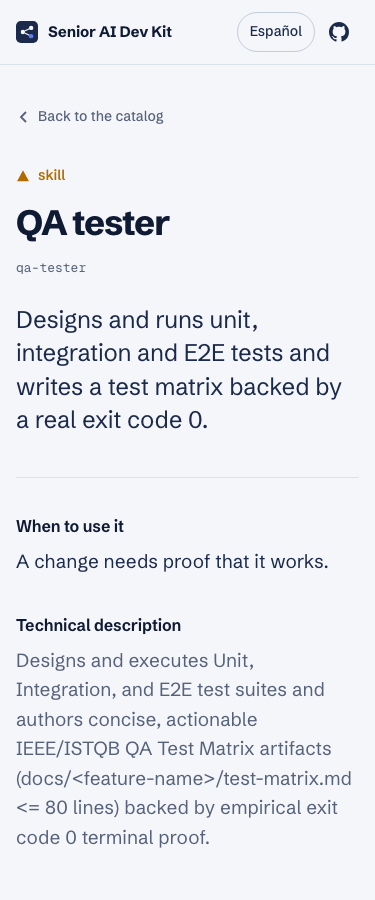 Senior AI Dev Kit
Español
Back to the catalog
skill
QA tester
qa-tester
Designs and runs unit,
integration and E2E tests and
writes a test matrix backed by
a real exit code 0.
When to use it
A change needs proof that it works.
Technical description
Designs and executes Unit,
Integration, and E2E test suites and
authors concise, actionable
IEEE/ISTQB QA Test Matrix artifacts
(docs/<feature-name>/test-matrix.md
<= 80 lines) backed by empirical exit
code 0 terminal proof.